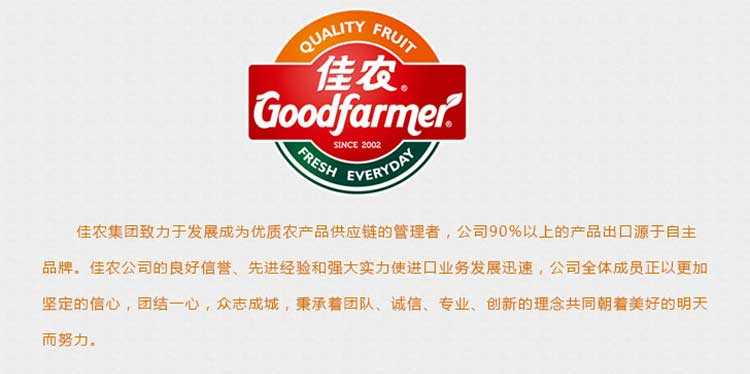 QUALITY FRUIT
佳农®
Goodfarmer®
SINCE 2002
FRESH EVERYDAY
佳农集团致力于发展成为优质农产品供应链的管理者，公司90%以上的产品出口源于自主
品牌。佳农公司的良好信誉、先进经验和强大实力使进口业务发展迅速，公司全体成员正以更加
坚定的信心，团结一心，众志成城，秉承着团队、诚信、专业、创新的理念共同朝着美好的明天
而努力。